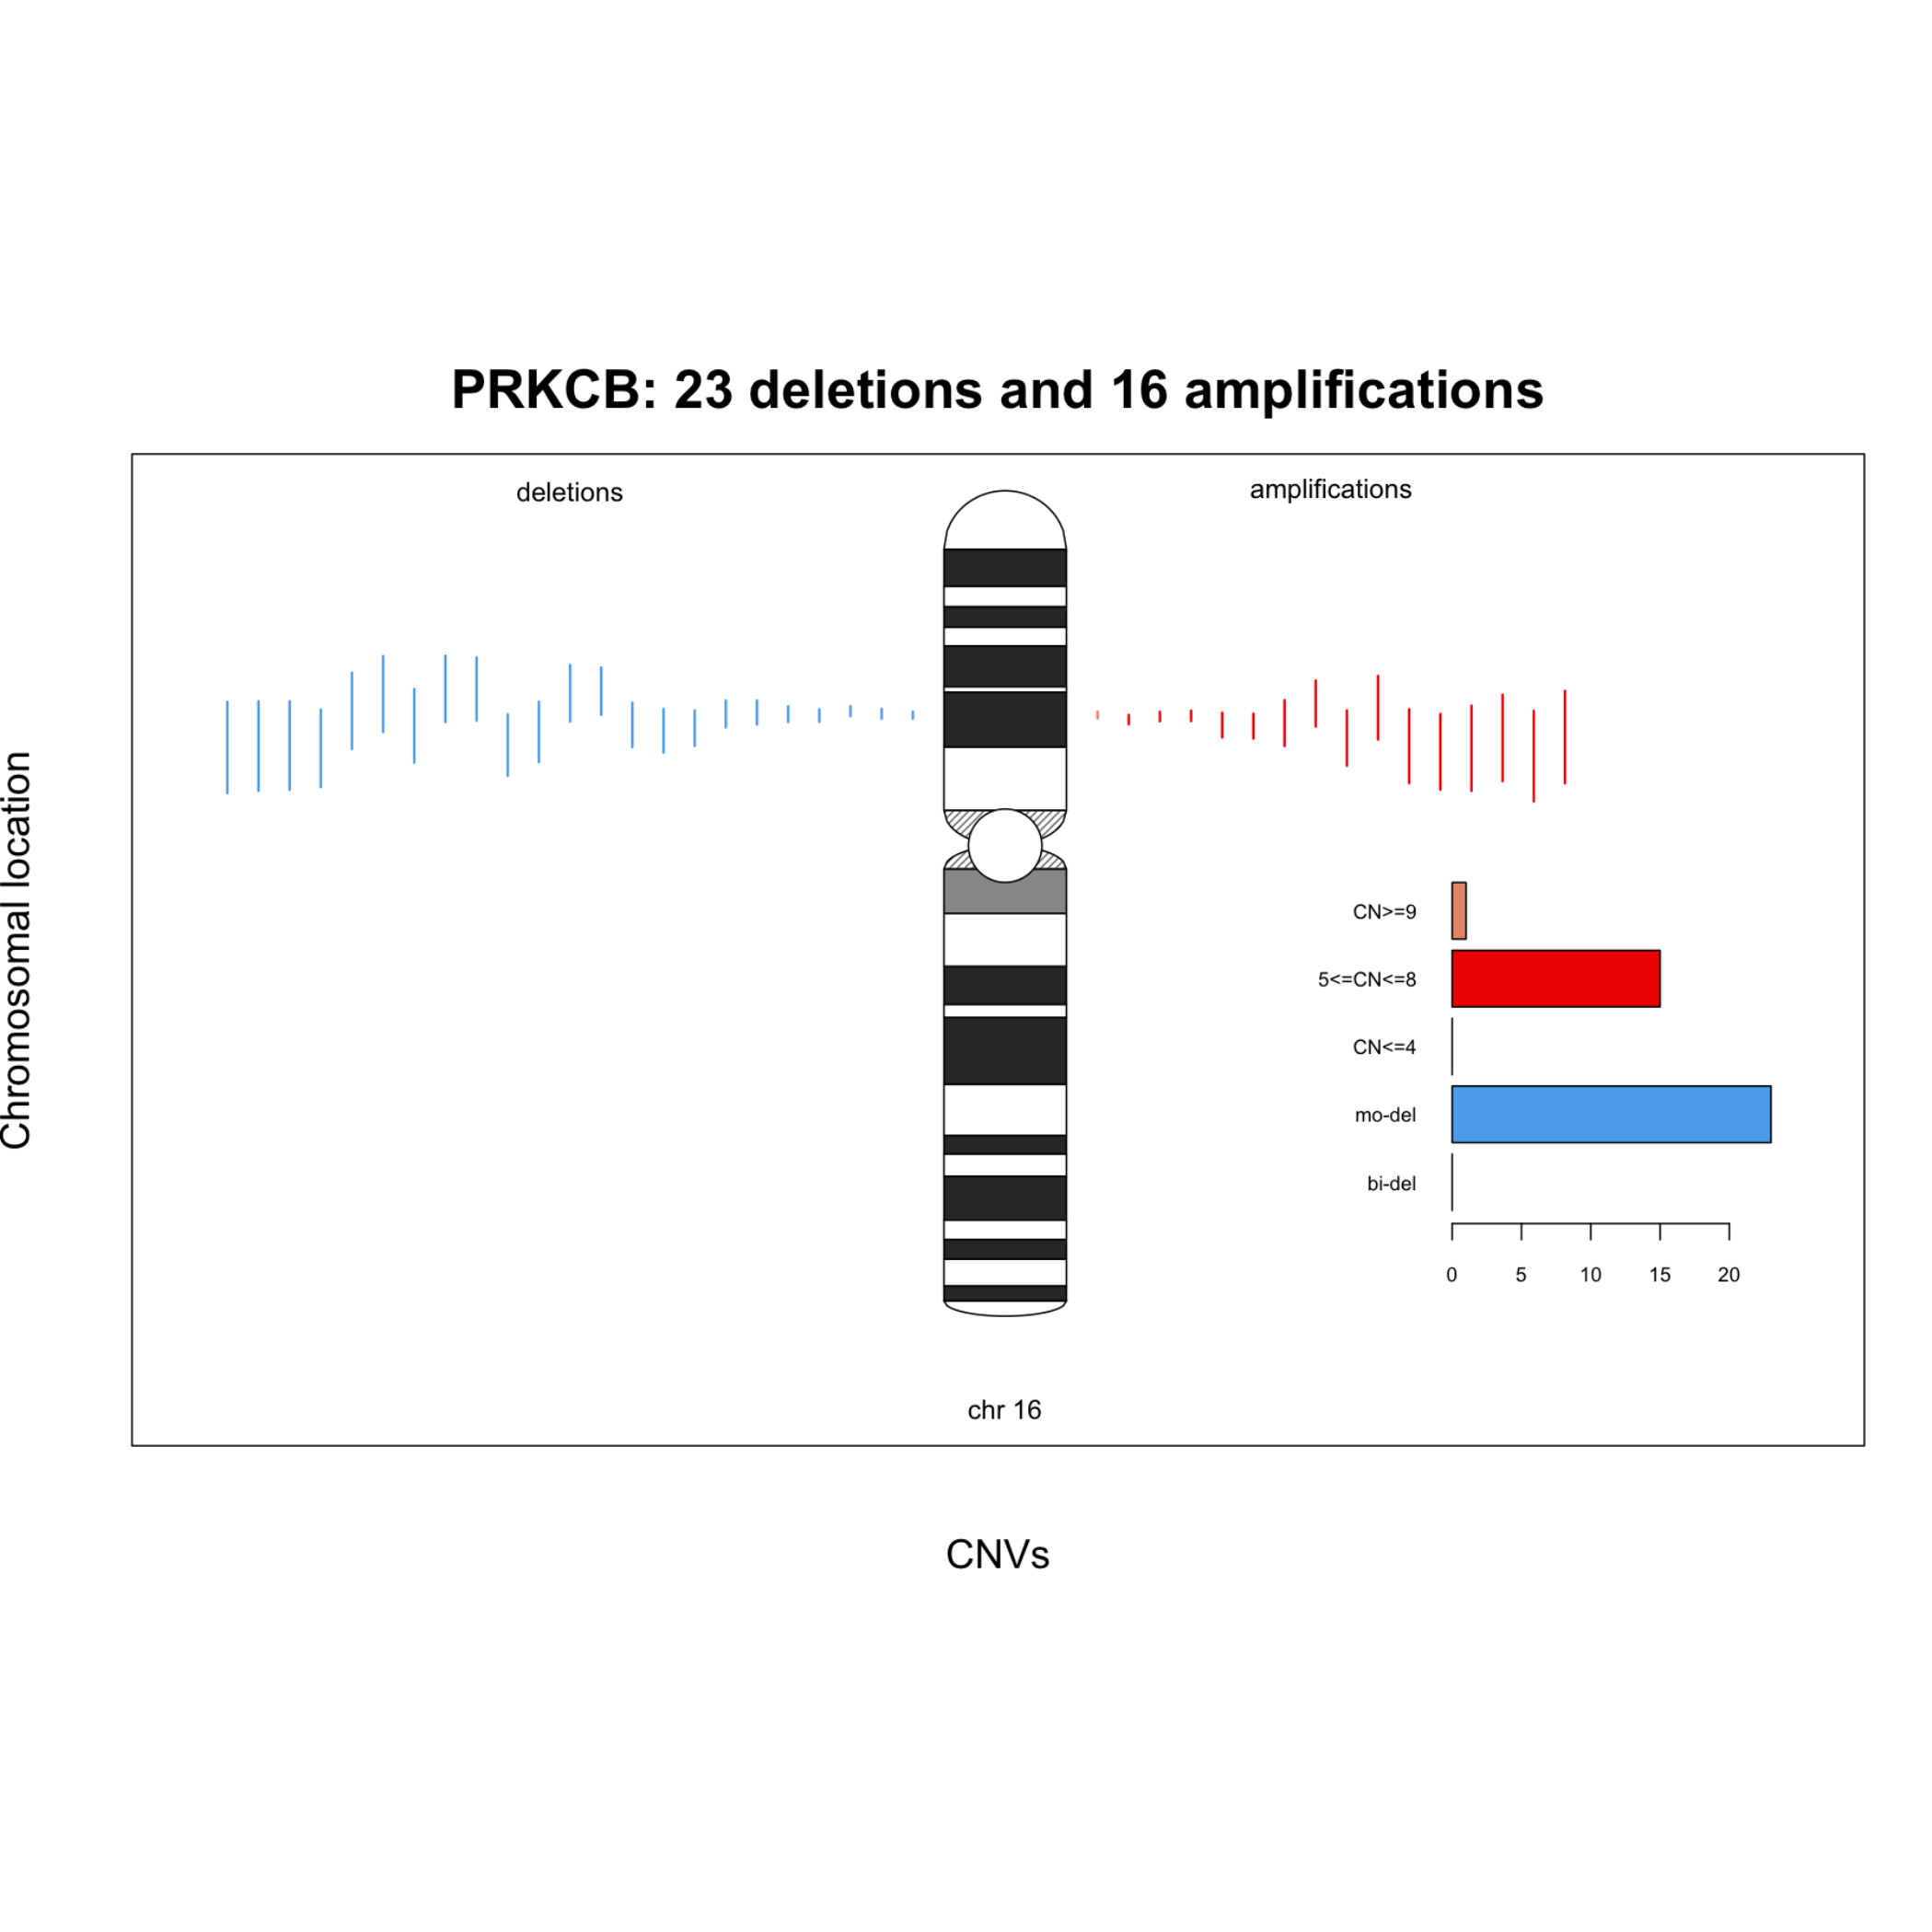 PRKCB: 23 deletions and 16 amplifications
deletions
amplifications
Chromosomal location
CN>=9
5<=CN<=8
CN<=4
mo-del
bi-del
0 5 10 15 20
chr 16
CNVs